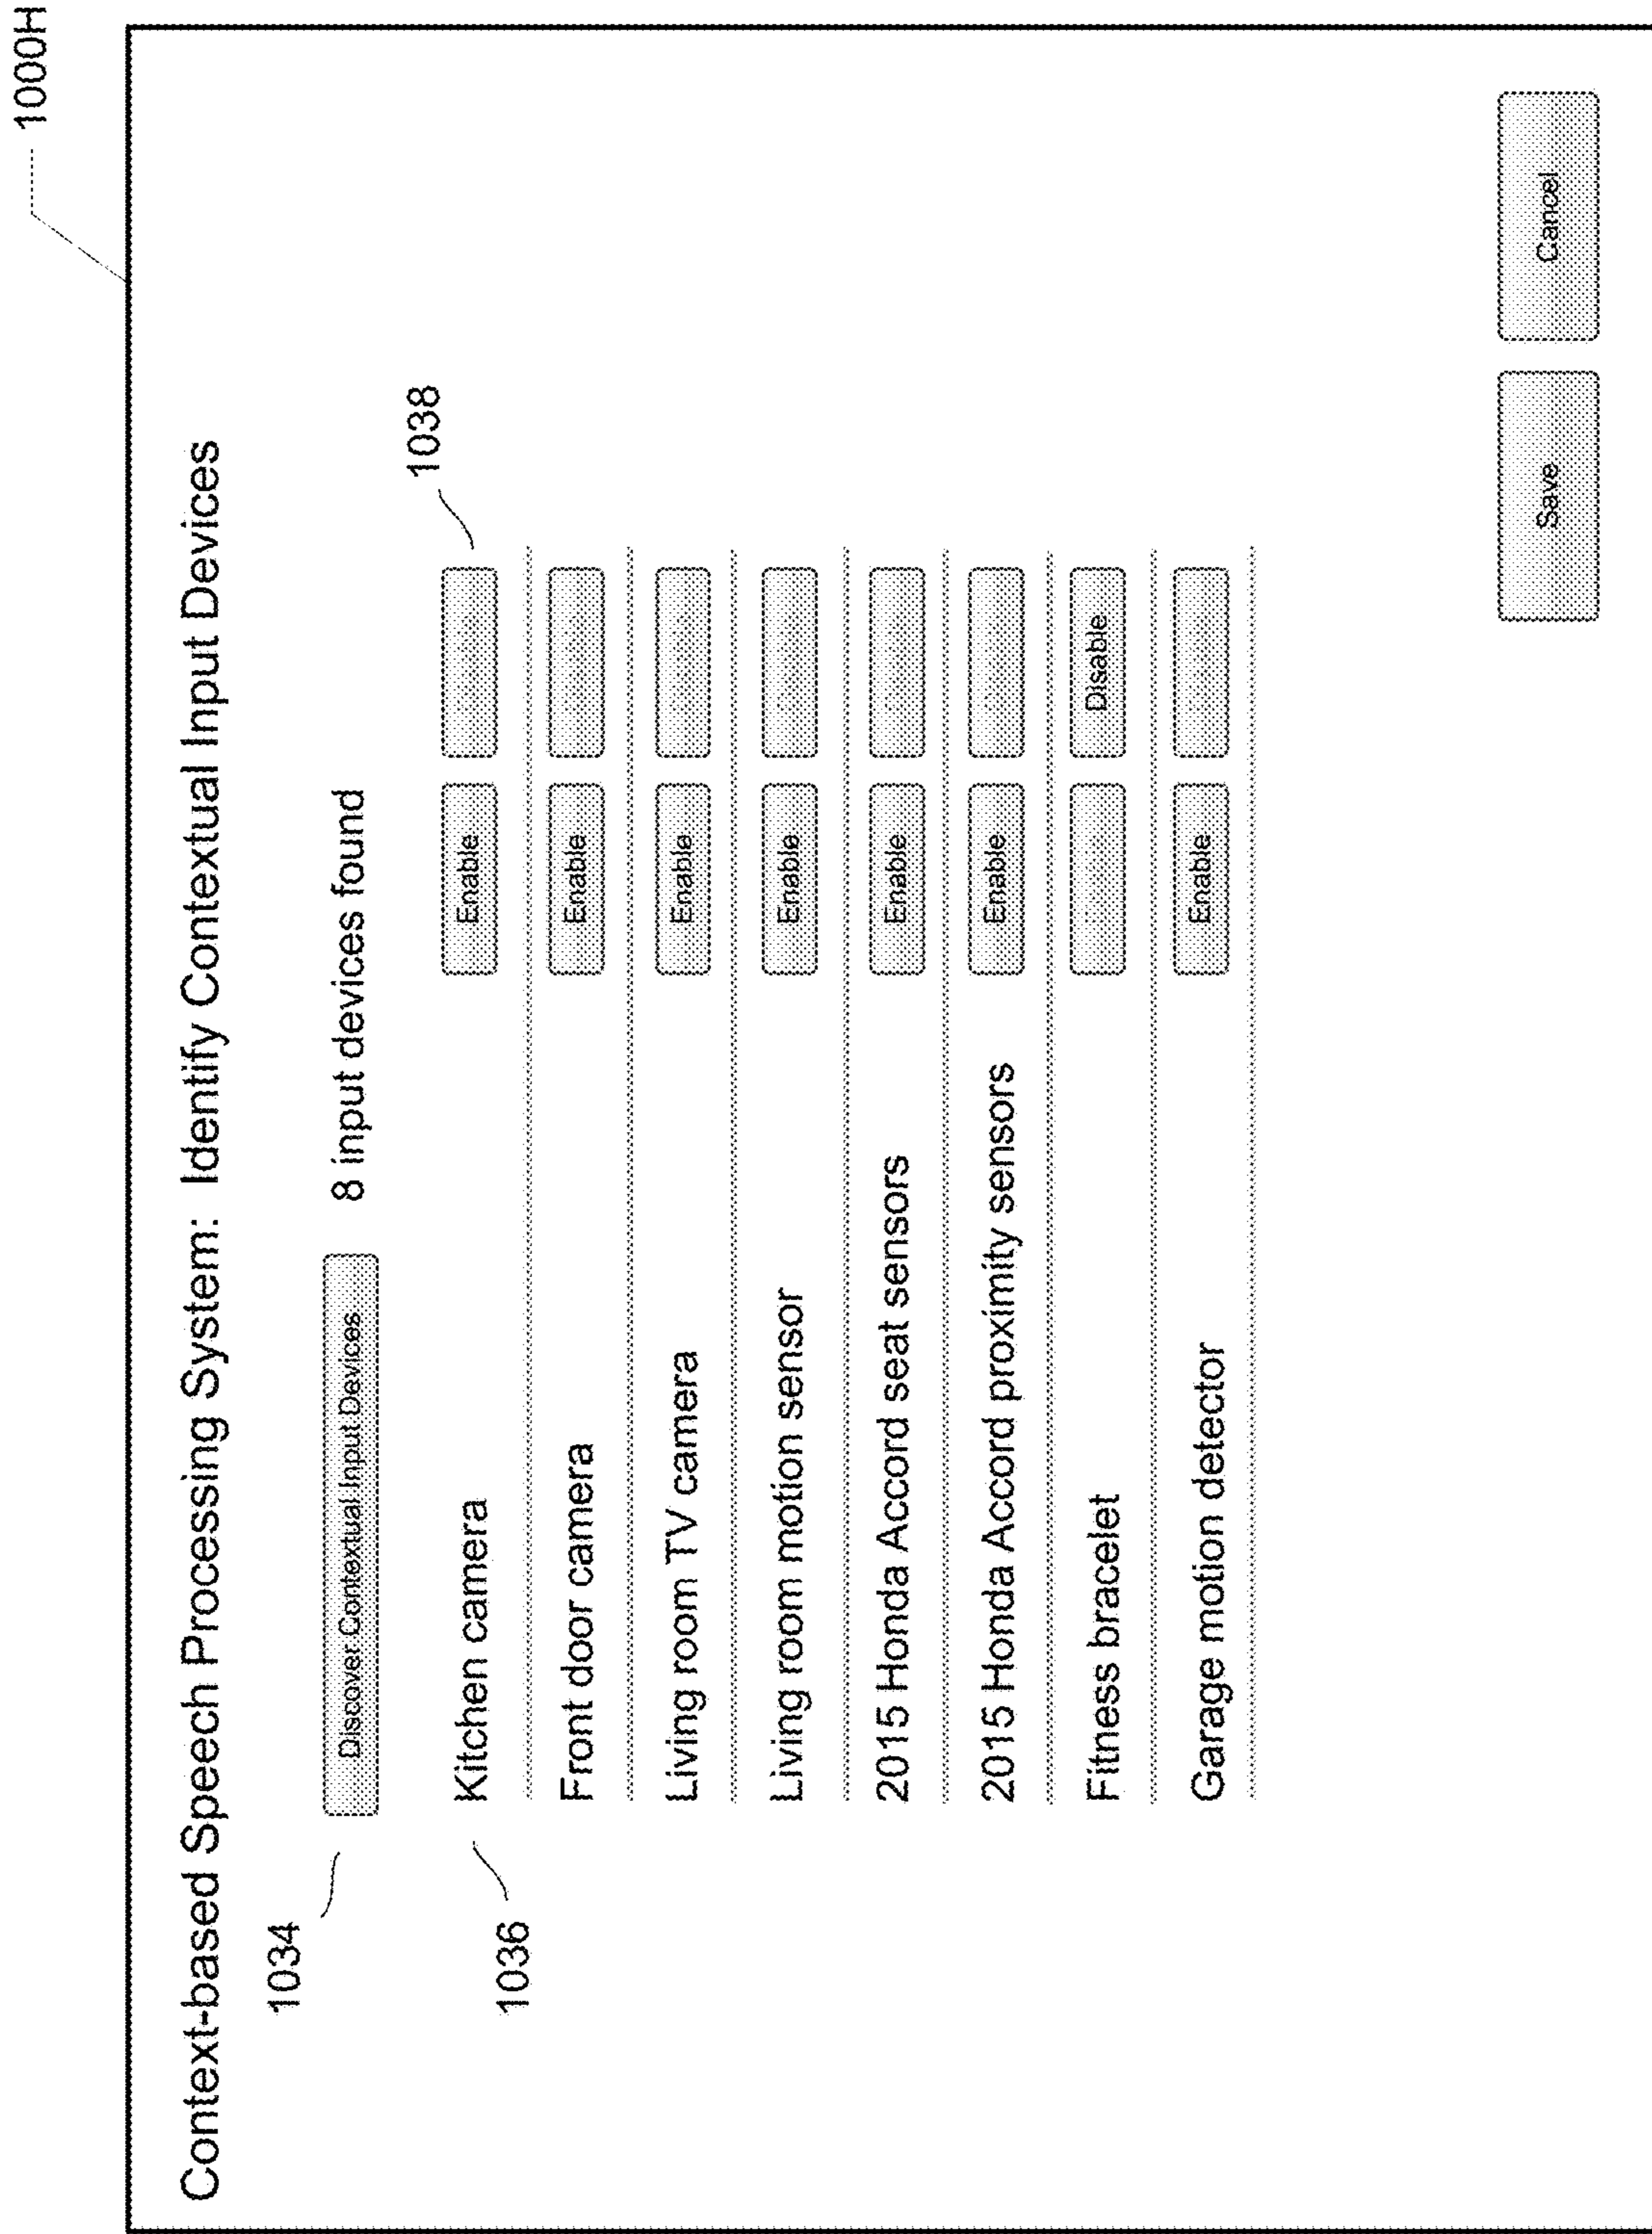 1000H
Context-based Speech Processing System: Identify Contextual Input Devices
1034
Discover Contextual Input Devices 8 input devices found
1038
1036
Kitchen camera Enable
Front door camera Enable
Living room TV camera Enable
Living room motion sensor Enable
2015 Honda Accord seat sensors Enable
2015 Honda Accord proximity sensors Enable
Fitness bracelet Disable
Garage motion detector Enable
Save Cancel